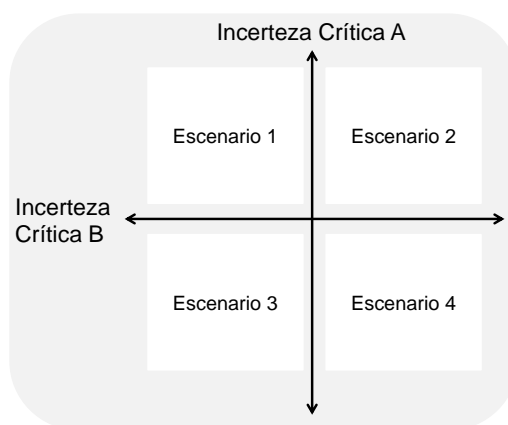 Incerteza Crítica A
Escenario 1
Escenario 2
Incerteza
Crítica B
Escenario 3
Escenario 4